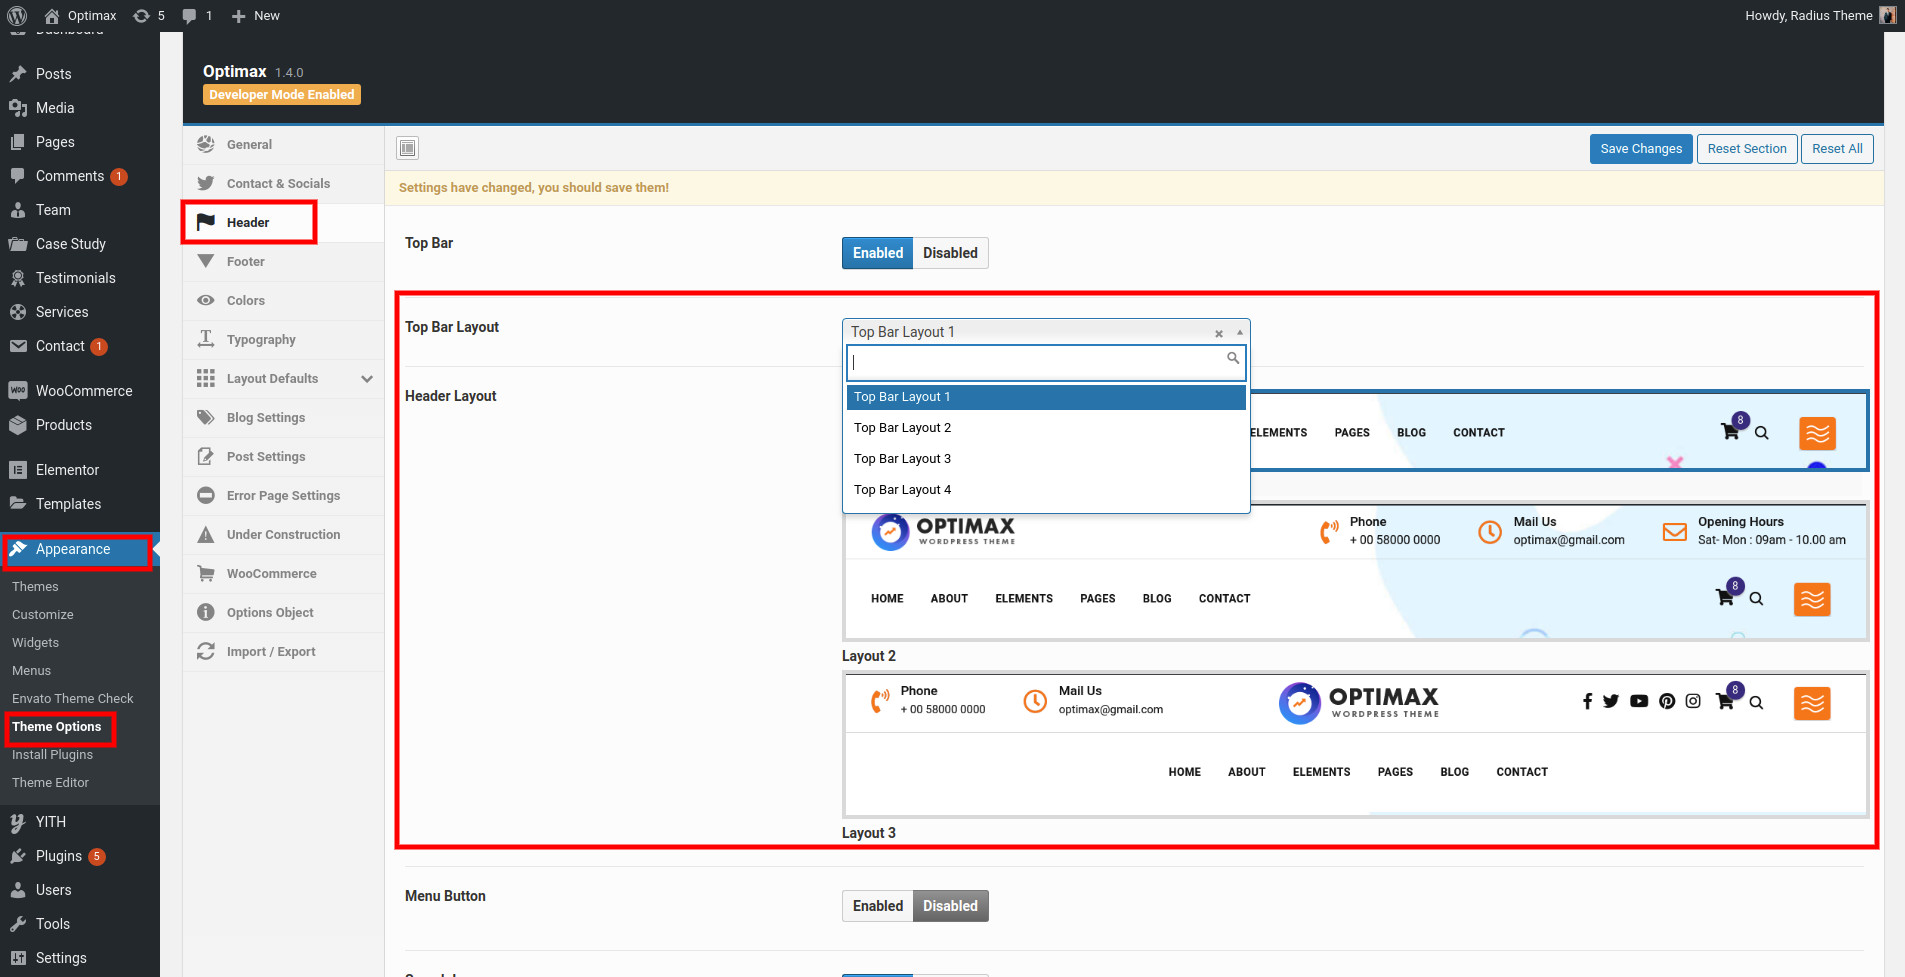 Optimax
5
1
New
Howdy, Radius Theme
Dashboard
Posts
Media
Pages
Comments 1
Team
Case Study
Testimonials
Services
Contact 1
WooCommerce
Products
Elementor
Templates
Appearance
Themes
Customize
Widgets
Menus
Envato Theme Check
Theme Options
Install Plugins
Theme Editor
YITH
Plugins 5
Users
Tools
Settings
Optimax 1.4.0
Developer Mode Enabled
General
Contact & Socials
Header
Footer
Colors
Typography
Layout Defaults
Blog Settings
Post Settings
Error Page Settings
Under Construction
WooCommerce
Options Object
Import / Export
Save Changes
Reset Section
Reset All
Settings have changed, you should save them!
Top Bar
Enabled Disabled
Top Bar Layout
Top Bar Layout 1
Top Bar Layout 1
Top Bar Layout 2
Top Bar Layout 3
Top Bar Layout 4
Header Layout
ELEMENTS PAGES BLOG CONTACT
8
OPTIMAX
WORDPRESS THEME
Phone
+ 00 58000 0000
Mail Us
optimax@gmail.com
Opening Hours
Sat- Mon : 09am - 10.00 am
HOME ABOUT ELEMENTS PAGES BLOG CONTACT
8
Layout 2
Phone
+ 00 58000 0000
Mail Us
optimax@gmail.com
OPTIMAX
WORDPRESS THEME
8
HOME ABOUT ELEMENTS PAGES BLOG CONTACT
Layout 3
Menu Button
Enabled Disabled